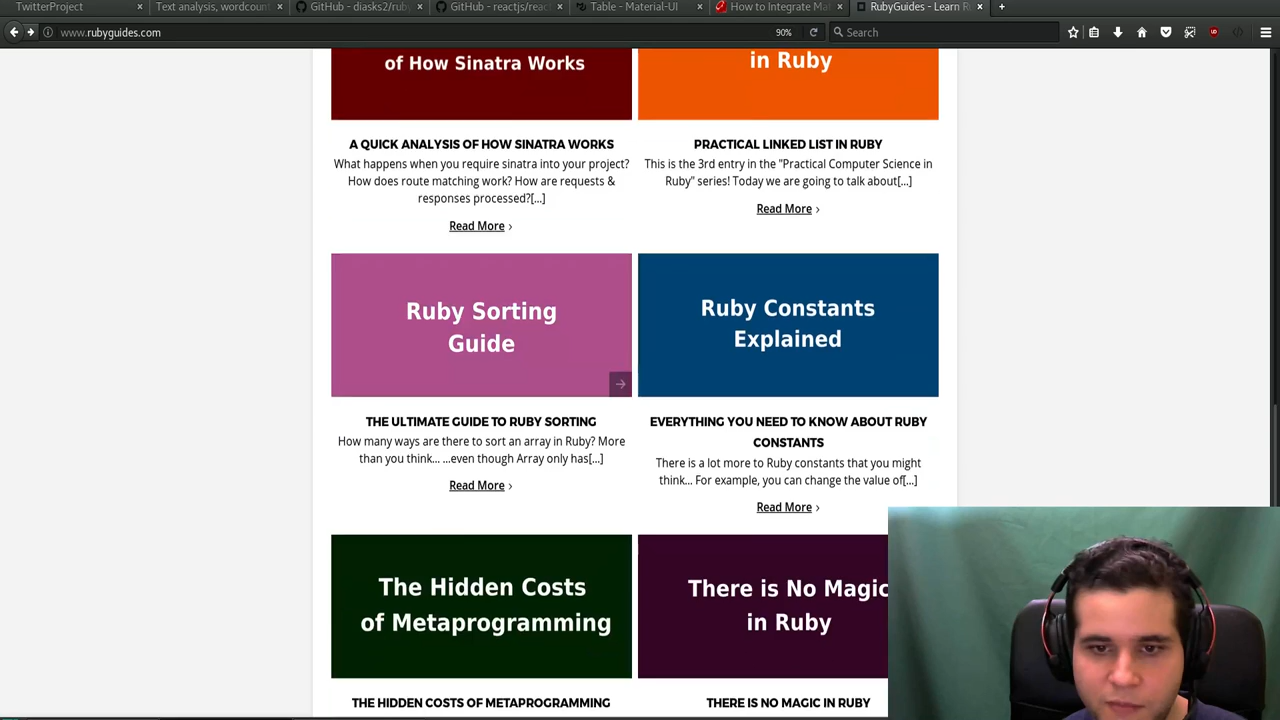 TwitterProject
Text analysis, wordcount
GitHub - diasks2/ruby
GitHub - reactjs/reac
Table - Material-UI
How to Integrate Ma
RubyGuides - Learn R
www.rubyguides.com
90%
Search
of How Sinatra Works
in Ruby
A QUICK ANALYSIS OF HOW SINATRA WORKS
What happens when you require sinatra into your project?
How does route matching work? How are requests &
responses processed?[...]
Read More ›
PRACTICAL LINKED LIST IN RUBY
This is the 3rd entry in the "Practical Computer Science in
Ruby" series! Today we are going to talk about[...]
Read More ›
Ruby Sorting
Guide
Ruby Constants
Explained
THE ULTIMATE GUIDE TO RUBY SORTING
How many ways are there to sort an array in Ruby? More
than you think... ...even though Array only has[...]
Read More ›
EVERYTHING YOU NEED TO KNOW ABOUT RUBY
CONSTANTS
There is a lot more to Ruby constants that you might
think... For example, you can change the value of[...]
Read More ›
The Hidden Costs
of Metaprogramming
There is No Magic
in Ruby
THE HIDDEN COSTS OF METAPROGRAMMING
THERE IS NO MAGIC IN RUBY